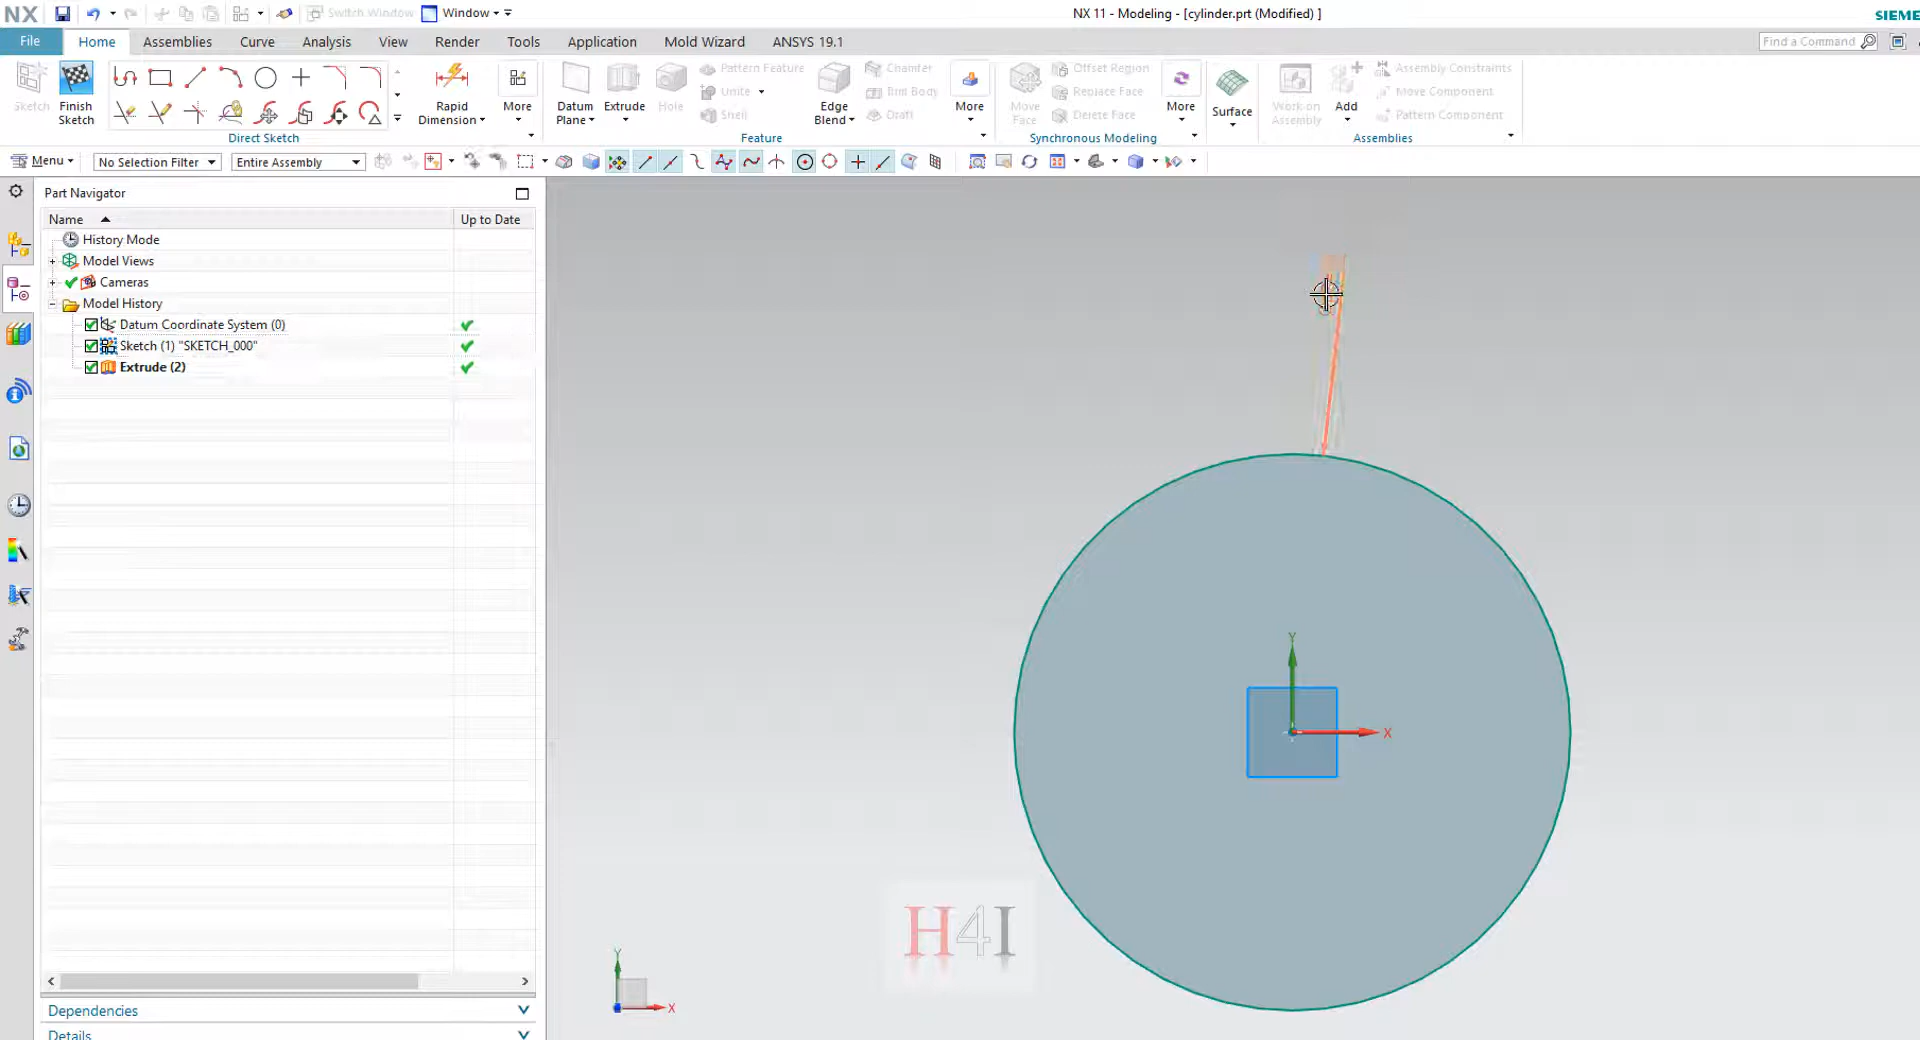 NX
Switch Window
Window
NX 11 - Modeling - [cylinder.prt (Modified) ]
SIEME
File
Home
Assemblies
Curve
Analysis
View
Render
Tools
Application
Mold Wizard
ANSYS 19.1
Find a Command
Sketch
Finish Sketch
Rapid Dimension
More
Direct Sketch
Datum Plane
Extrude
Hole
Pattern Feature
Unite
Shell
Edge Blend
Chamfer
Trim Body
Draft
More
Feature
Move Face
Offset Region
Replace Face
Delete Face
More
Synchronous Modeling
Surface
Work on Assembly
Add
Assembly Constraints
Move Component
Pattern Component
Assemblies
Menu
No Selection Filter
Entire Assembly
Part Navigator
Name
Up to Date
History Mode
Model Views
Cameras
Model History
Datum Coordinate System (0)
Sketch (1) "SKETCH_000"
Extrude (2)
Dependencies
Details
Y
X
H4I
Y
X